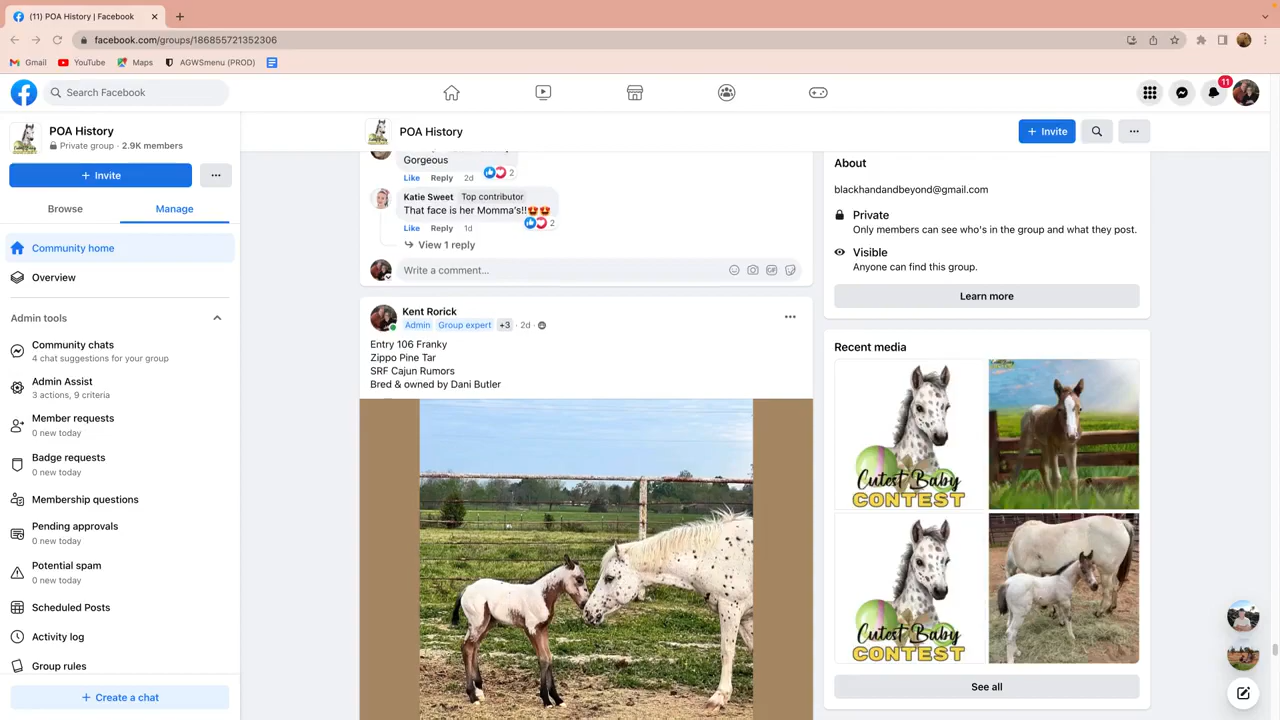 (11) POA History | Facebook
facebook.com/groups/186855721352306
Gmail
YouTube
Maps
AGWSmenu (PROD)
Search Facebook
11
POA History
Private group · 2.9K members
+ Invite
Browse
Manage
Community home
Overview
Admin tools
Community chats
4 chat suggestions for your group
Admin Assist
3 actions, 9 criteria
Member requests
0 new today
Badge requests
0 new today
Membership questions
Pending approvals
0 new today
Potential spam
0 new today
Scheduled Posts
Activity log
Group rules
+ Create a chat
POA History
+ Invite
Gorgeous
Like Reply 2d
2
Katie Sweet Top contributor
That face is her Momma's!!😍😍
2
Like Reply 1d
View 1 reply
Write a comment...
Kent Rorick
Admin Group expert +3 · 2d ·
Entry 106 Franky
Zippo Pine Tar
SRF Cajun Rumors
Bred & owned by Dani Butler
About
blackhandandbeyond@gmail.com
Private
Only members can see who's in the group and what they post.
Visible
Anyone can find this group.
Learn more
Recent media
Cutest Baby
CONTEST
Cutest Baby
CONTEST
See all